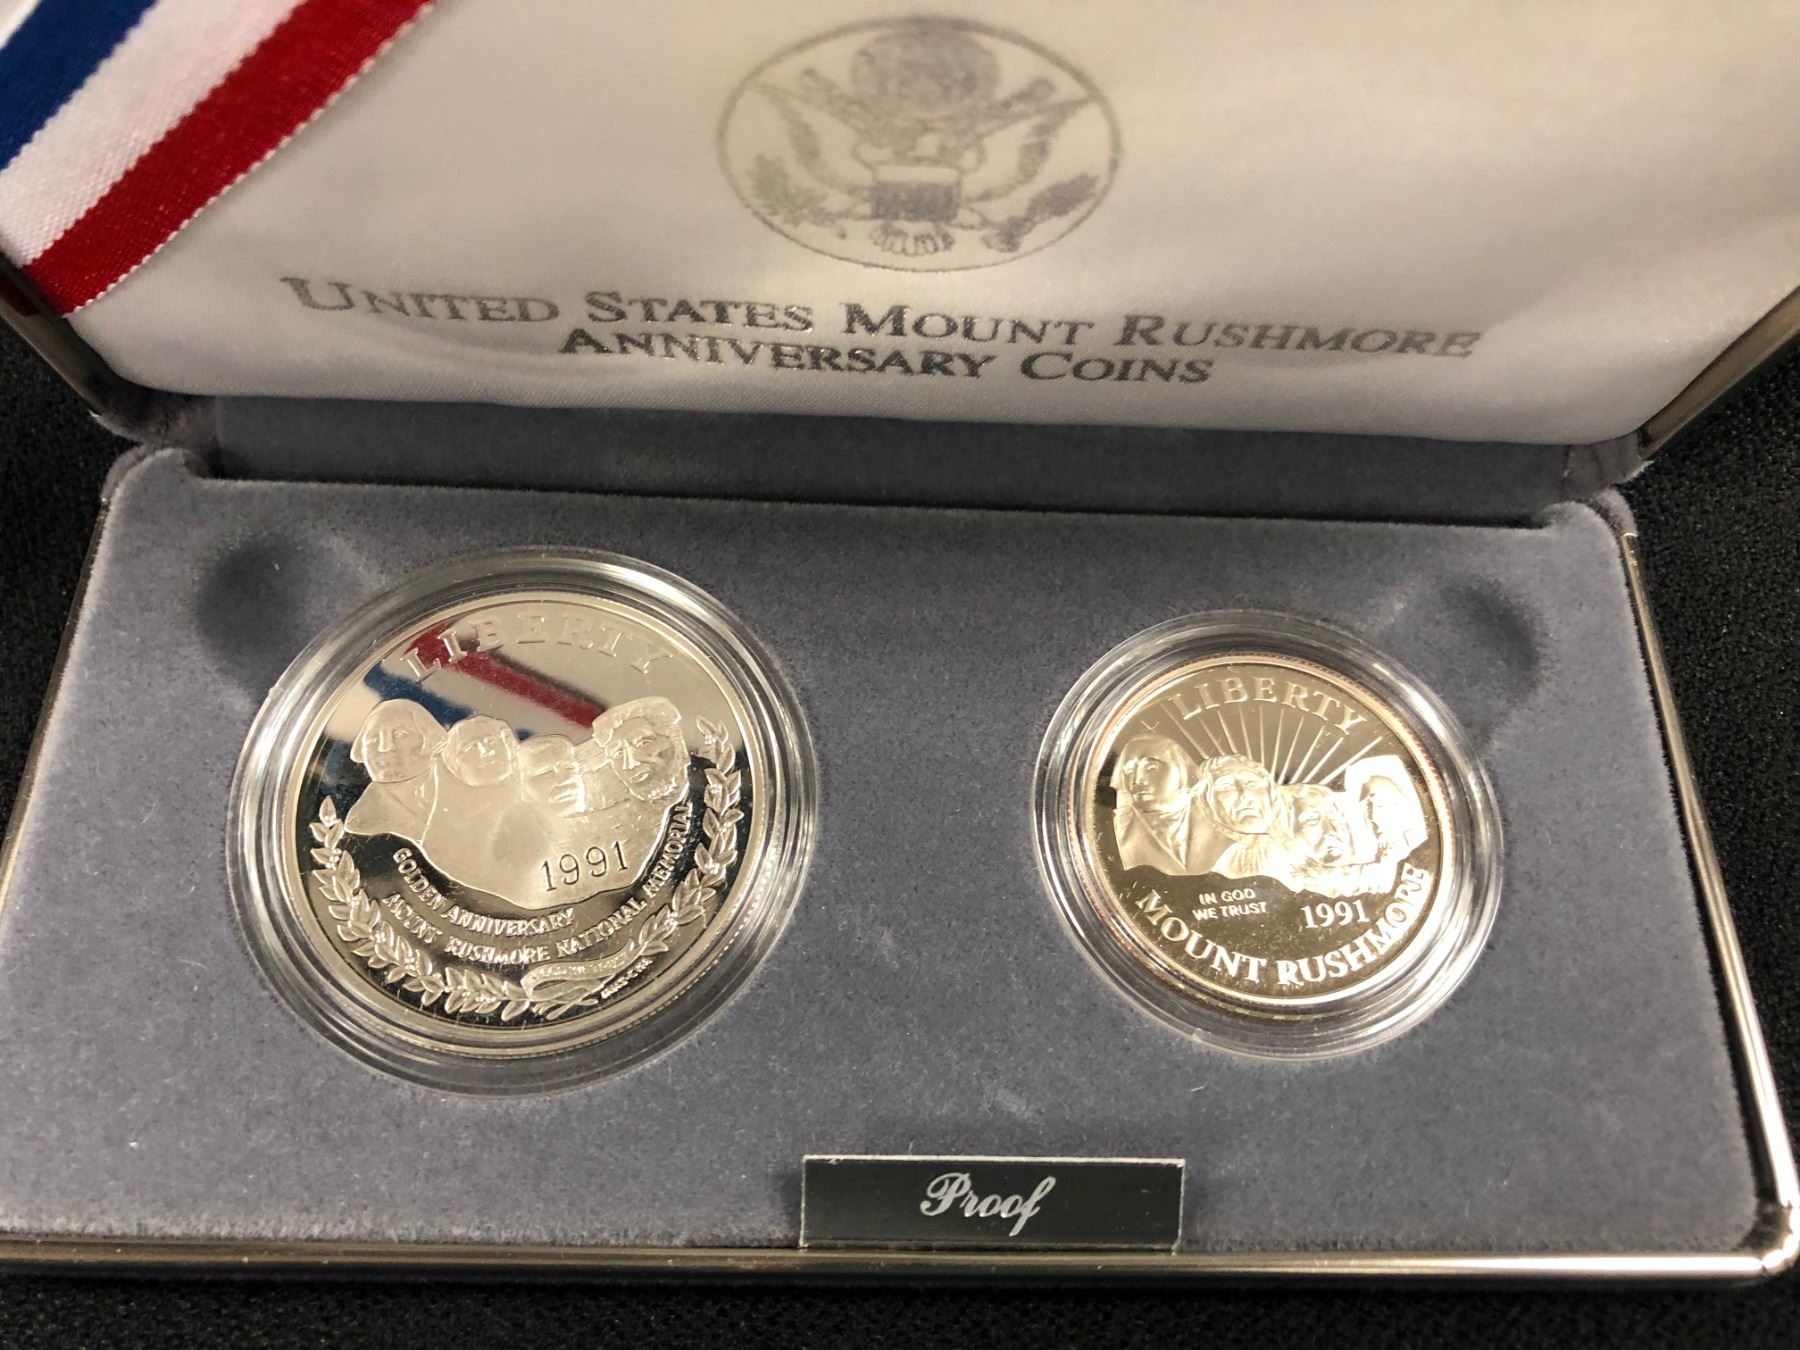 UNITED STATES MOUNT RUSHMORE
ANNIVERSARY COINS
LIBERTY
1991
GOLDEN ANNIVERSARY
MOUNT RUSHMORE NATIONAL MEMORIAL
LIBERTY
IN GOD
WE TRUST
1991
MOUNT RUSHMORE
Proof